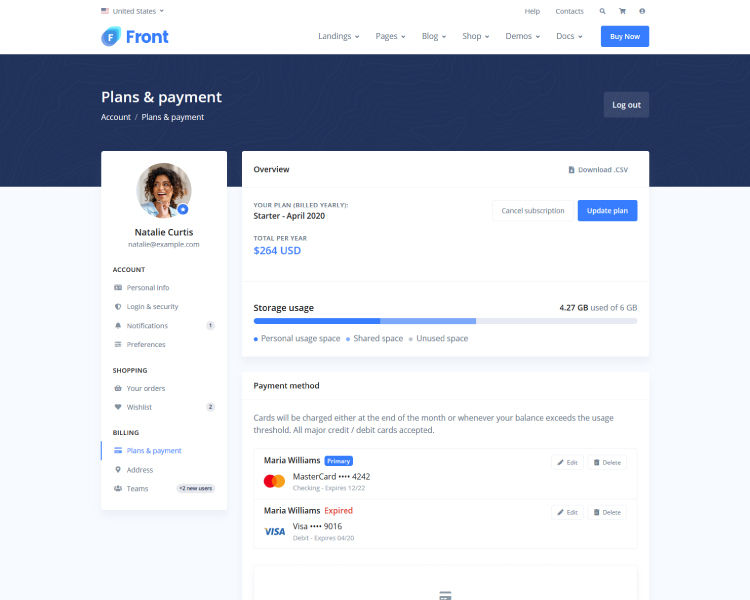 United States
Help Contacts
Front
Landings Pages Blog Shop Demos Docs Buy Now
Plans & payment
Account / Plans & payment
Log out
Natalie Curtis
natalie@example.com
ACCOUNT
Personal info
Login & security
Notifications 1
Preferences
SHOPPING
Your orders
Wishlist 2
BILLING
Plans & payment
Address
Teams +2 new users
Overview Download .CSV
YOUR PLAN (BILLED YEARLY):
Starter - April 2020
Cancel subscription Update plan
TOTAL PER YEAR
$264 USD
Storage usage 4.27 GB used of 6 GB
Personal usage space Shared space Unused space
Payment method
Cards will be charged either at the end of the month or whenever your balance exceeds the usage
threshold. All major credit / debit cards accepted.
Maria Williams Primary Edit Delete
MasterCard •••• 4242
Checking - Expires 12/22
Maria Williams Expired Edit Delete
VISA Visa •••• 9016
Debit - Expires 04/20